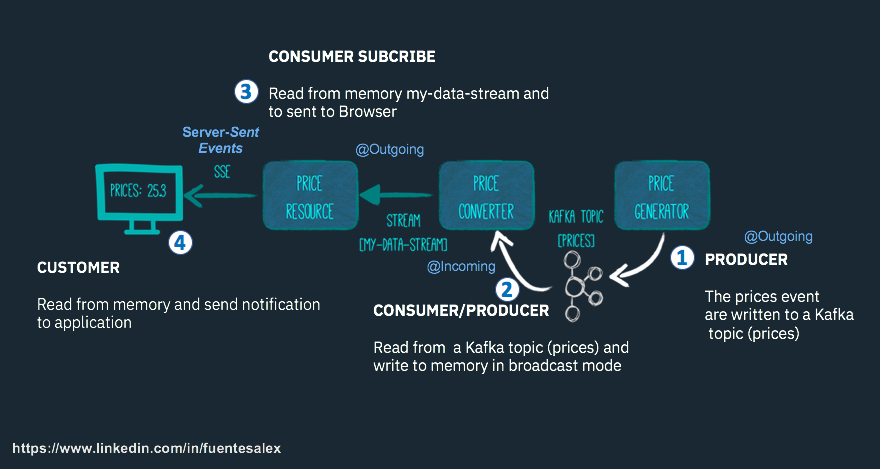 CONSUMER SUBCRIBE
3
Read from memory my-data-stream and
to sent to Browser
Server-Sent
Events
SSE
@Outgoing
PRICES: 25.3
PRICE
RESOURCE
STREAM
[MY-DATA-STREAM]
PRICE
CONVERTER
KAFKA TOPIC
[PRICES]
PRICE
GENERATOR
@Outgoing
1
PRODUCER
The prices event
are written to a Kafka
topic (prices)
@Incoming
2
CONSUMER/PRODUCER
Read from a Kafka topic (prices) and
write to memory in broadcast mode
4
CUSTOMER
Read from memory and send notification
to application
https://www.linkedin.com/in/fuentesalex